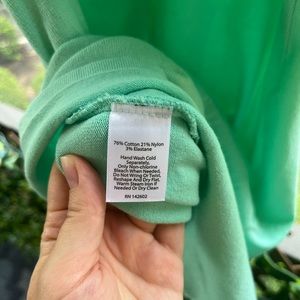 76% Cotton 21% Nylon
3% Elastane
Hand Wash Cold
Separately,
Only Non-chlorine
Bleach When Needed.
Do Not Wring Or Twist,
Reshape And Dry Flat,
Warm Steam Iron if
Needed Or Dry Clean
RN 142602